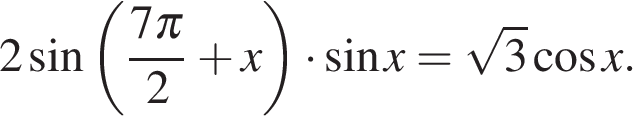 2 sin (7π/2 + x) · sin x = √3 cos x.